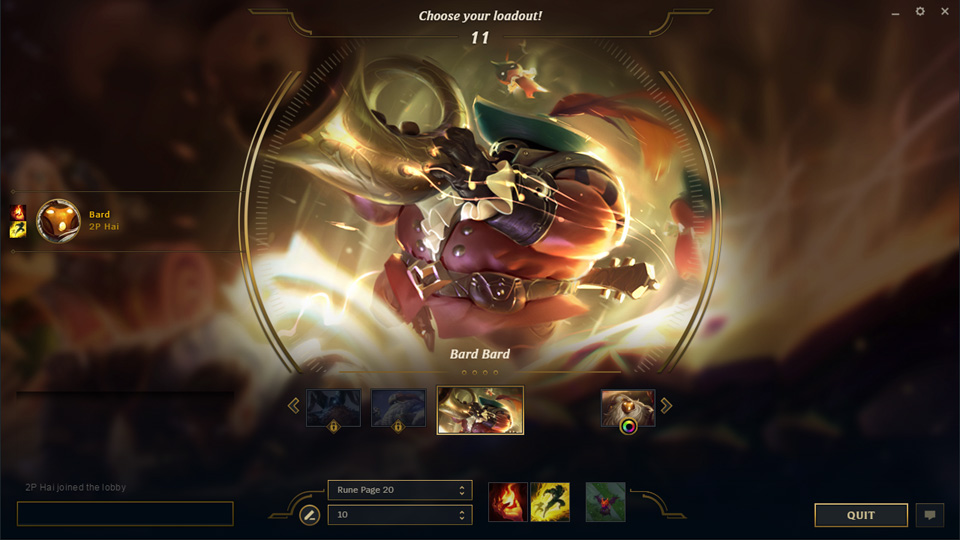 Choose your loadout!
11
Bard
2P Hai
Bard Bard
2P Hai joined the lobby
Rune Page 20
10
QUIT